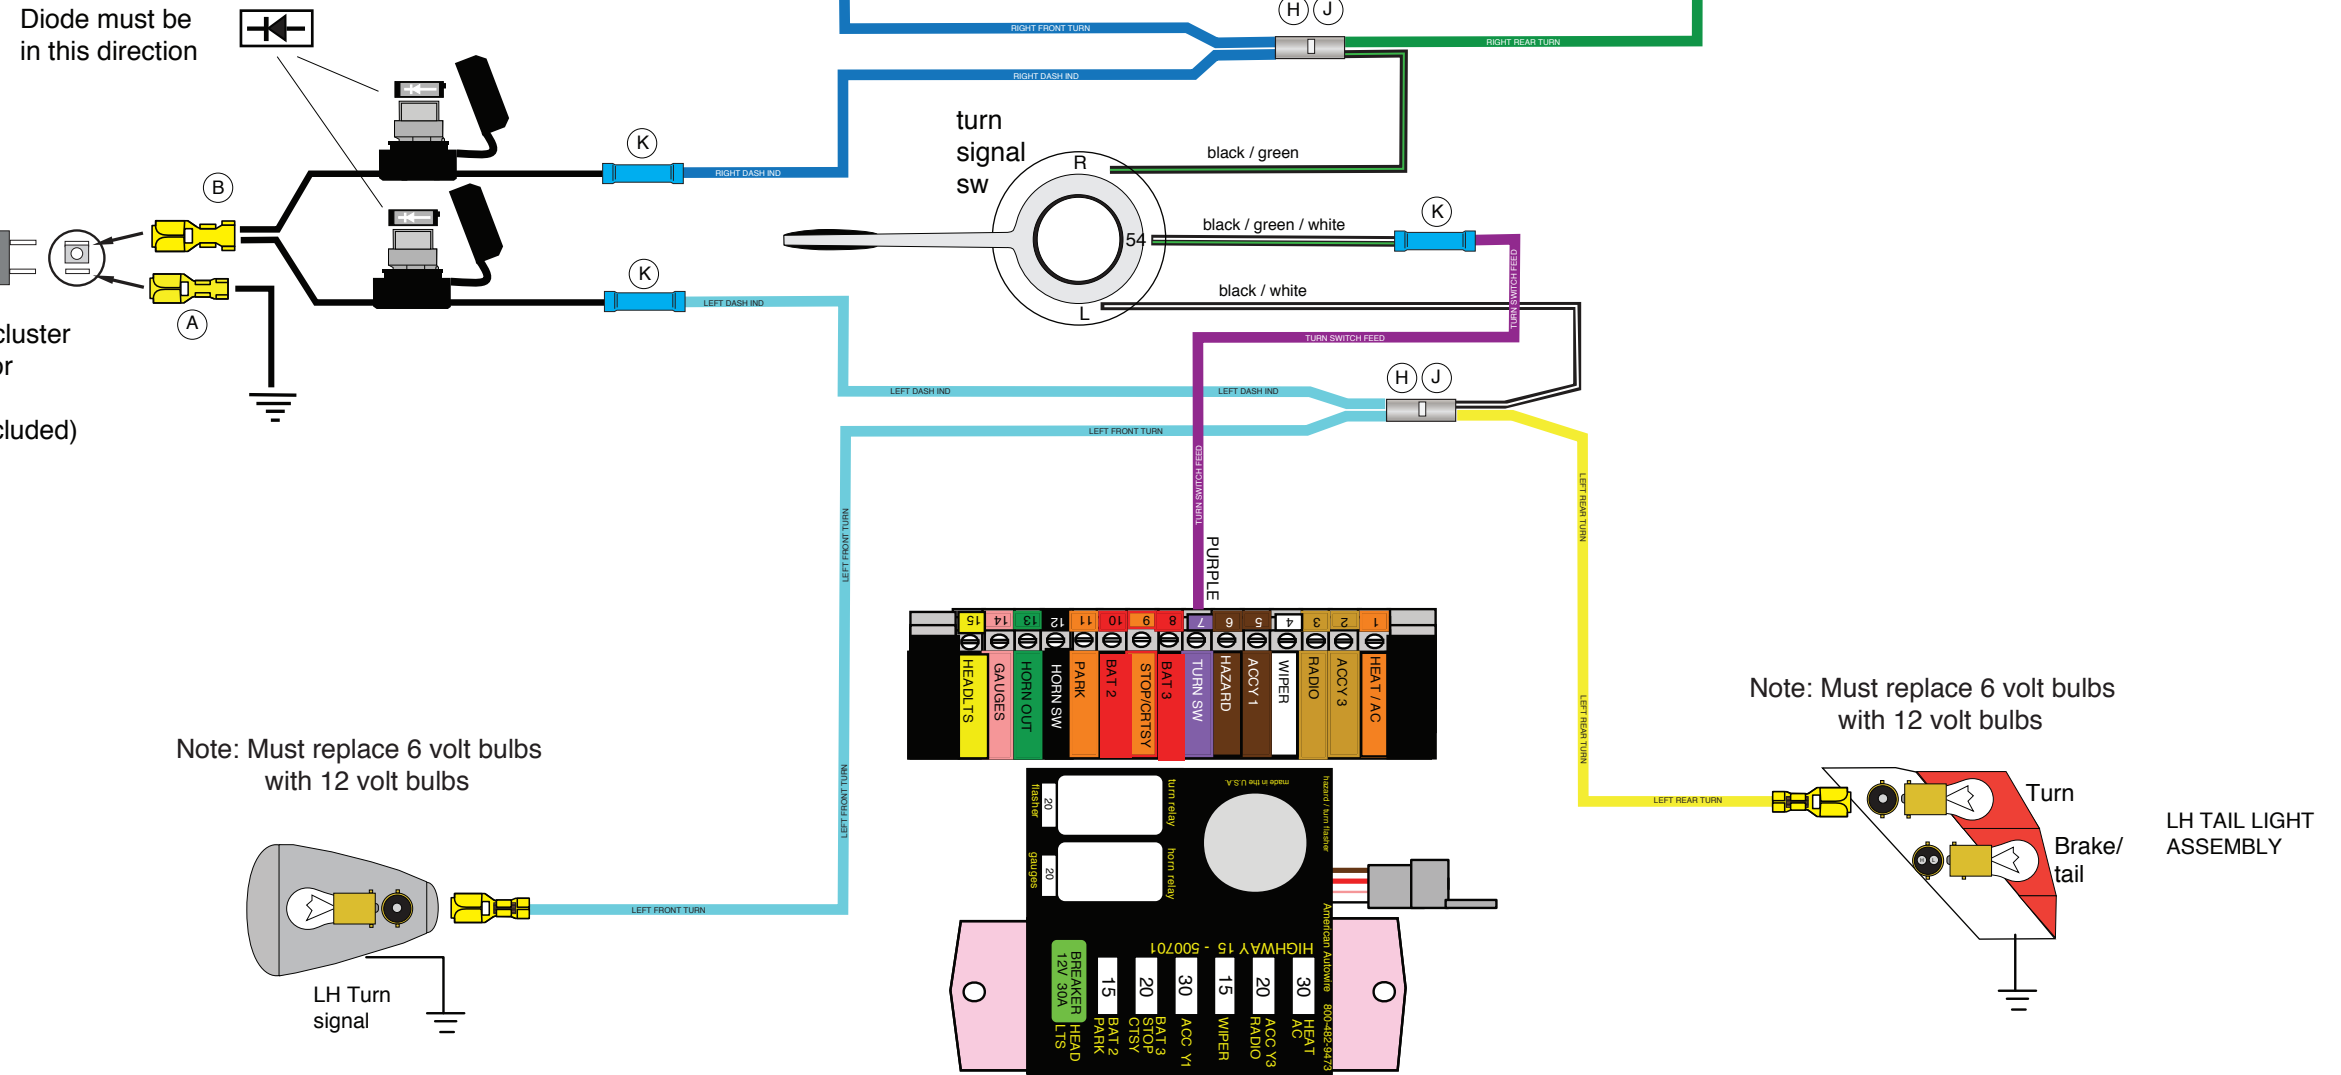 Diode must be
in this direction
H J
RIGHT FRONT TURN
RIGHT REAR TURN
RIGHT DASH IND
turn
signal
sw
R
black / green
K
RIGHT DASH IND
B
black / green / white
K
54
TURN SWITCH FEED
black / white
L
K
LEFT DASH IND
A
cluster
or
cluded)
TURN SWITCH FEED
H J
LEFT DASH IND
LEFT DASH IND
LEFT FRONT TURN
TURN SWITCH FEED
LEFT REAR TURN
LEFT FRONT TURN
PURPLE
15 14 13 12 11 10 9 8 7 6 5 4 3 2 1
HEADLTS
GAUGES
HORN OUT
HORN SW
PARK
BAT 2
STOP/CRTSY
BAT 3
TURN SW
HAZARD
ACCY 1
WIPER
RADIO
ACCY 3
HEAT / AC
LEFT REAR TURN
Note: Must replace 6 volt bulbs
with 12 volt bulbs
Note: Must replace 6 volt bulbs
with 12 volt bulbs
LEFT FRONT TURN
LEFT REAR TURN
Turn
Brake/
tail
LH TAIL LIGHT
ASSEMBLY
flasher
20
turn relay
made in the U.S.A.
hazard / turn flasher
gauges
20
horn relay
LEFT FRONT TURN
LH Turn
signal
HIGHWAY 15 - 500701
American Autowire 800-482-9473
BREAKER
12V 30A
15
20
30
15
20
30
HEAD
LTS
BAT 2
PARK
BAT 3
STOP
CTSY
ACC Y1
WIPER
ACC Y3
RADIO
HEAT
AC